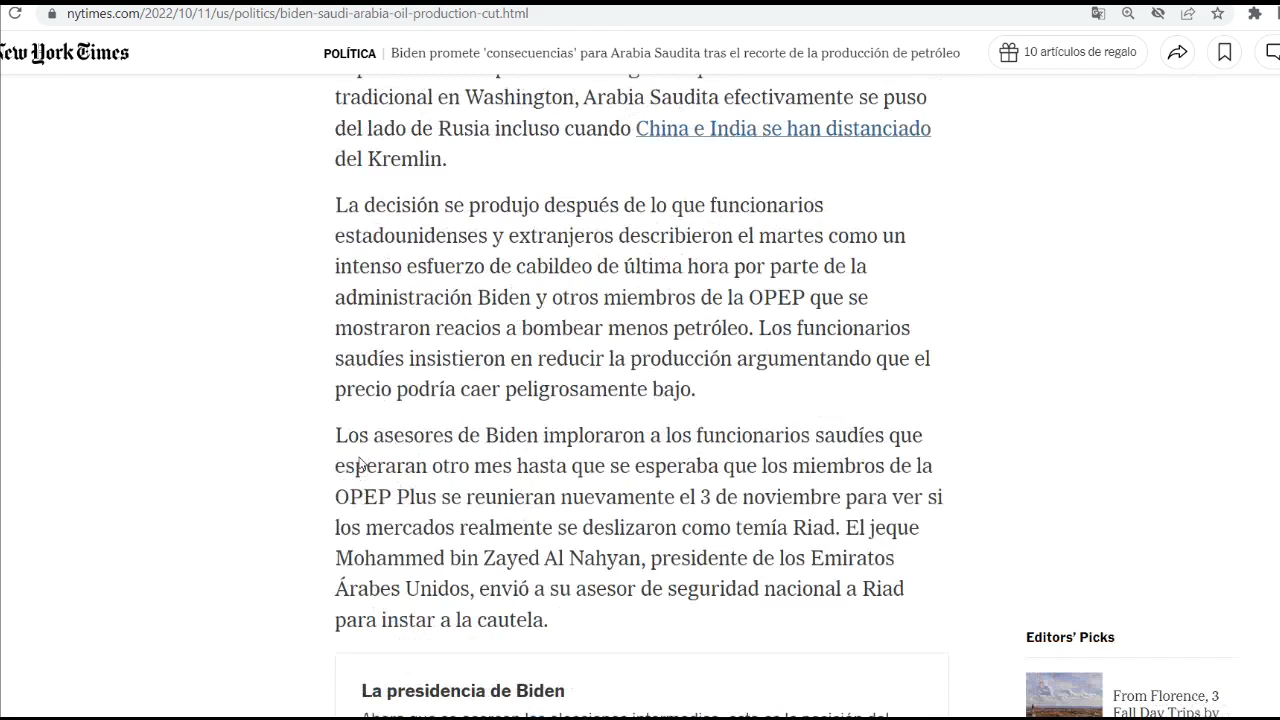 nytimes.com/2022/10/11/us/politics/biden-saudi-arabia-oil-production-cut.html
New York Times
POLÍTICA | Biden promete 'consecuencias' para Arabia Saudita tras el recorte de la producción de petróleo
10 artículos de regalo
tradicional en Washington, Arabia Saudita efectivamente se puso
del lado de Rusia incluso cuando China e India se han distanciado
del Kremlin.
La decisión se produjo después de lo que funcionarios
estadounidenses y extranjeros describieron el martes como un
intenso esfuerzo de cabildeo de última hora por parte de la
administración Biden y otros miembros de la OPEP que se
mostraron reacios a bombear menos petróleo. Los funcionarios
saudíes insistieron en reducir la producción argumentando que el
precio podría caer peligrosamente bajo.
Los asesores de Biden imploraron a los funcionarios saudíes que
esperaran otro mes hasta que se esperaba que los miembros de la
OPEP Plus se reunieran nuevamente el 3 de noviembre para ver si
los mercados realmente se deslizaron como temía Riad. El jeque
Mohammed bin Zayed Al Nahyan, presidente de los Emiratos
Árabes Unidos, envió a su asesor de seguridad nacional a Riad
para instar a la cautela.
Editors' Picks
La presidencia de Biden
From Florence, 3
Fall Day Trips by